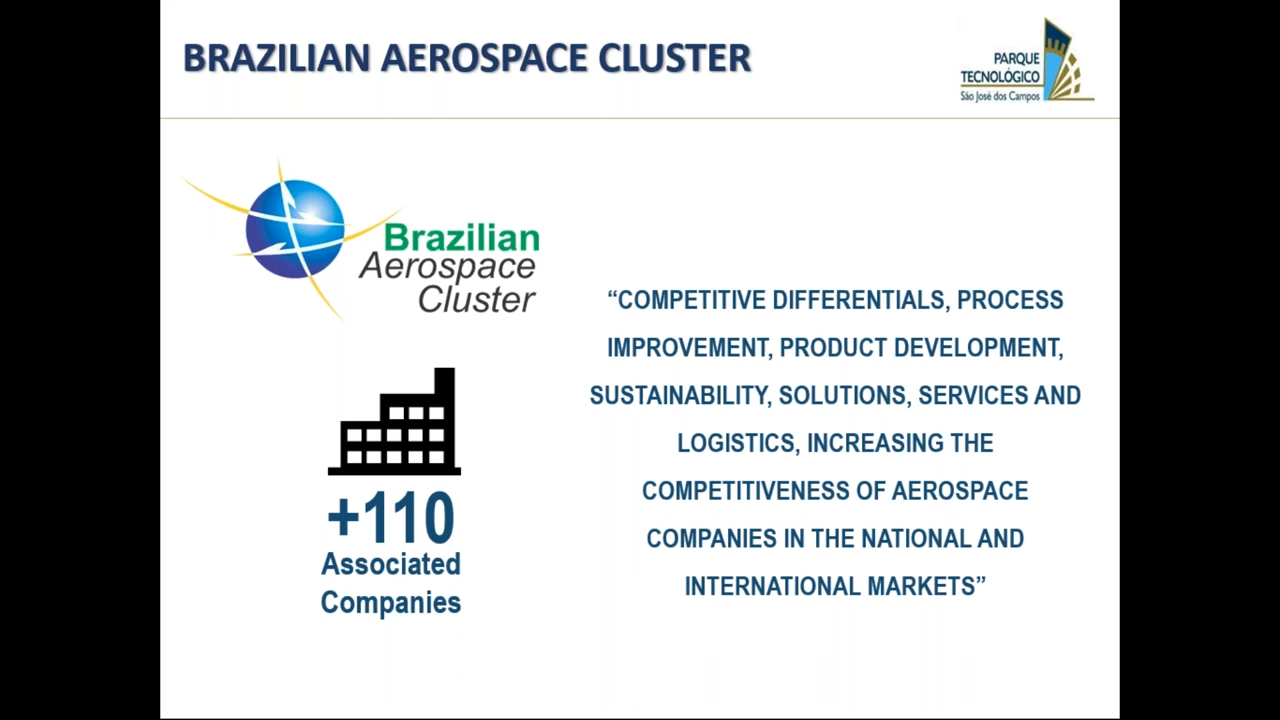 BRAZILIAN AEROSPACE CLUSTER
PARQUE
TECNOLÓGICO
São José dos Campos
Brazilian
Aerospace
Cluster
+110
Associated
Companies
“COMPETITIVE DIFFERENTIALS, PROCESS
IMPROVEMENT, PRODUCT DEVELOPMENT,
SUSTAINABILITY, SOLUTIONS, SERVICES AND
LOGISTICS, INCREASING THE
COMPETITIVENESS OF AEROSPACE
COMPANIES IN THE NATIONAL AND
INTERNATIONAL MARKETS”